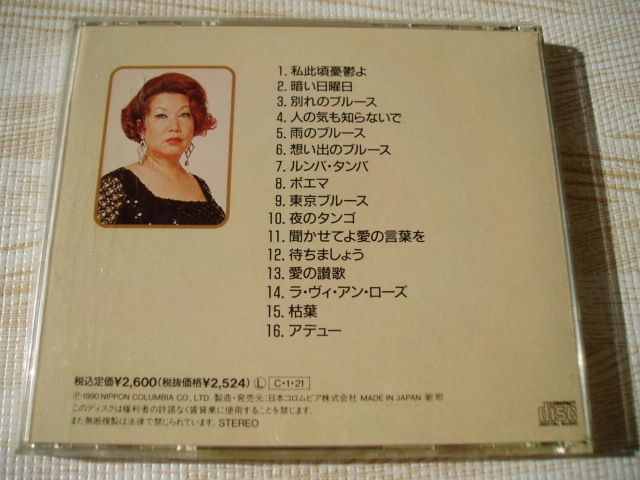 1. 私此頃憂鬱よ
2. 暗い日曜日
3. 別れのブルース
4. 人の気も知らないで
5. 雨のブルース
6. 想い出のブルース
7. ルンバ・タンバ
8. ポエマ
9. 東京ブルース
10. 夜のタンゴ
11. 聞かせてよ愛の言葉を
12. 待ちましょう
13. 愛の讃歌
14. ラ・ヴィ・アン・ローズ
15. 枯葉
16. アデュー
税込定価¥2,600(税抜価格¥2,524) Ⓛ C・1・21
Ⓟ1990 NIPPON COLUMBIA CO., LTD. 製造・発売元:日本コロムビア株式会社 MADE IN JAPAN
このディスクは権利者の許諾なく賃貸業に使用することを禁じます。
また無断複製は法律で禁じられています。STEREO
COMPACT
disc
DIGITAL AUDIO